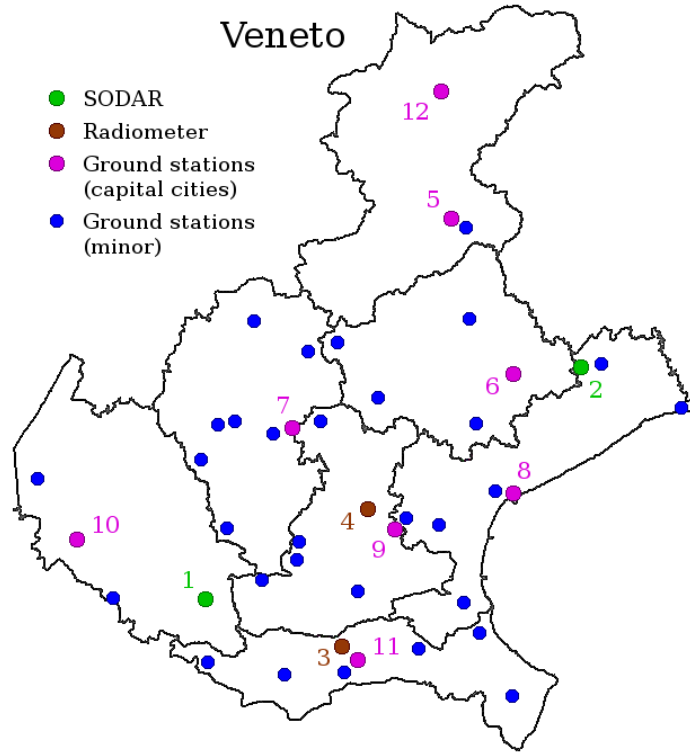 Veneto
SODAR
Radiometer
Ground stations
(capital cities)
Ground stations
(minor)
12
5
6
2
7
8
4
9
10
1
3
11